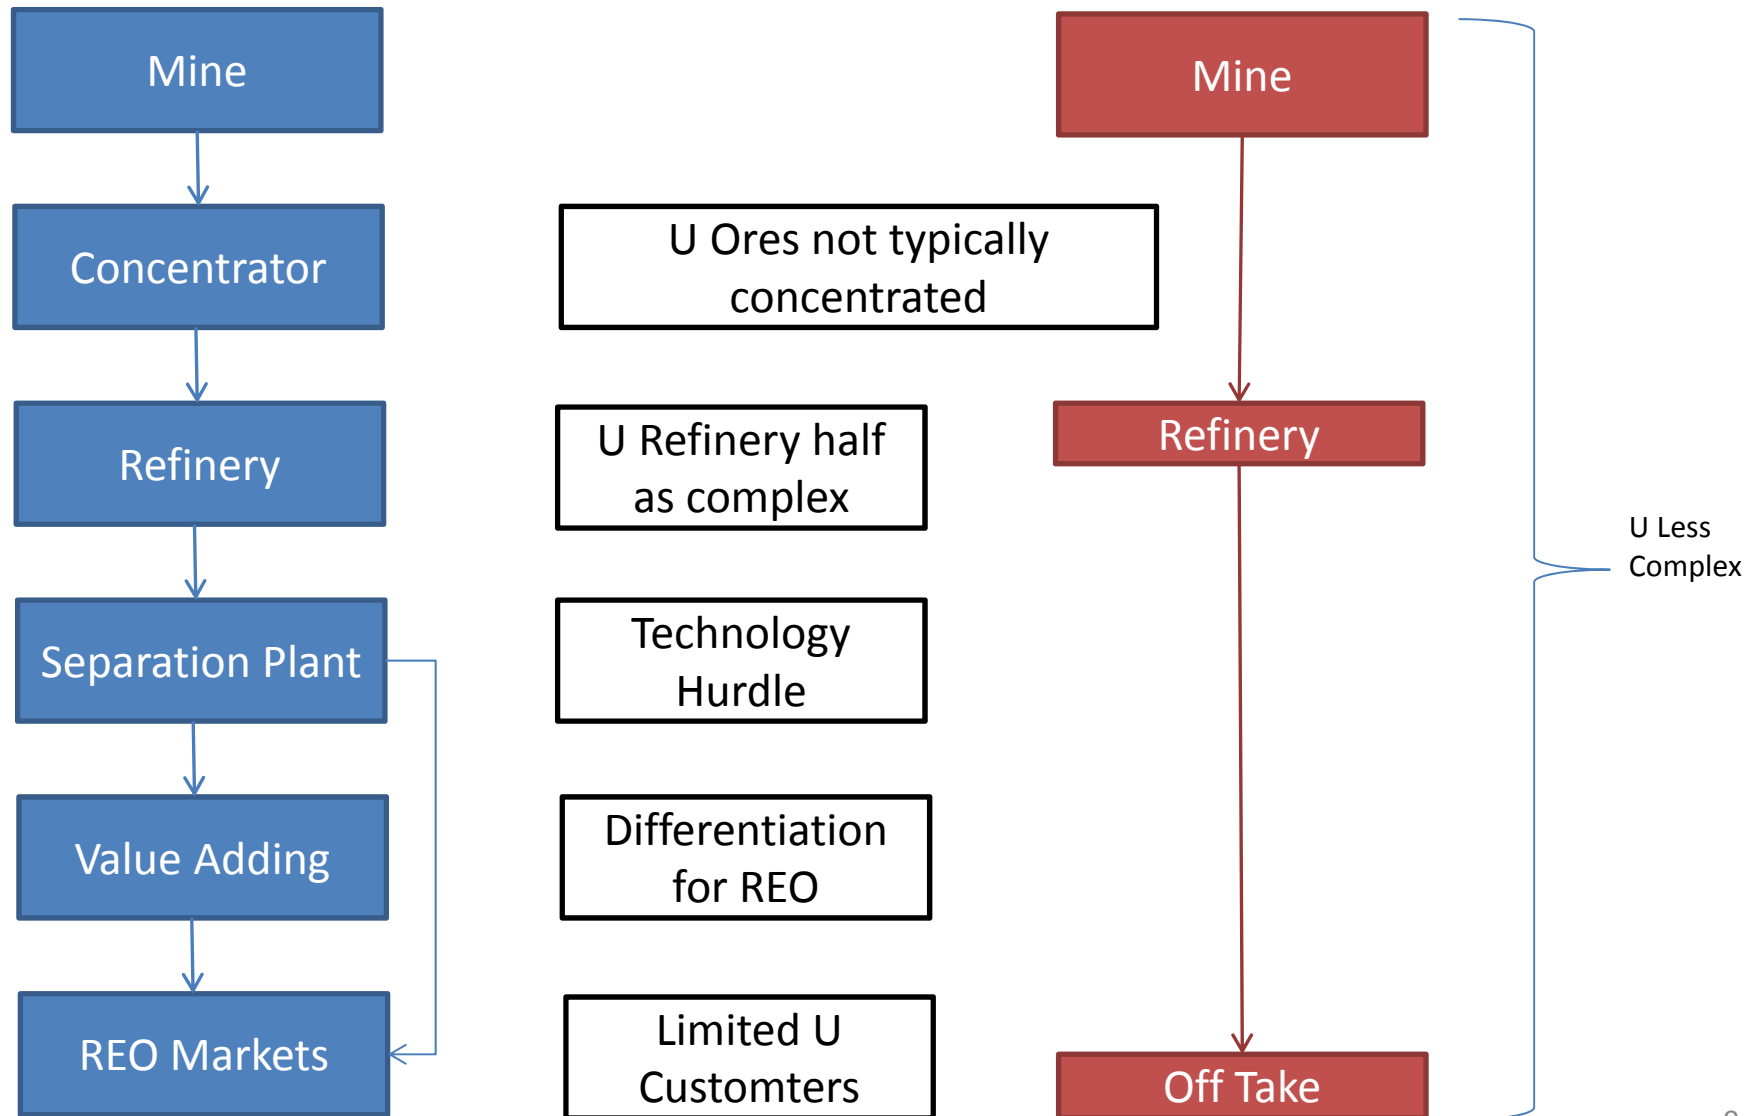 Mine
Mine
Concentrator
U Ores not typically
concentrated
Refinery
U Refinery half
as complex
Refinery
U Less
Complex
Separation Plant
Technology
Hurdle
Value Adding
Differentiation
for REO
REO Markets
Limited U
Customters
Off Take